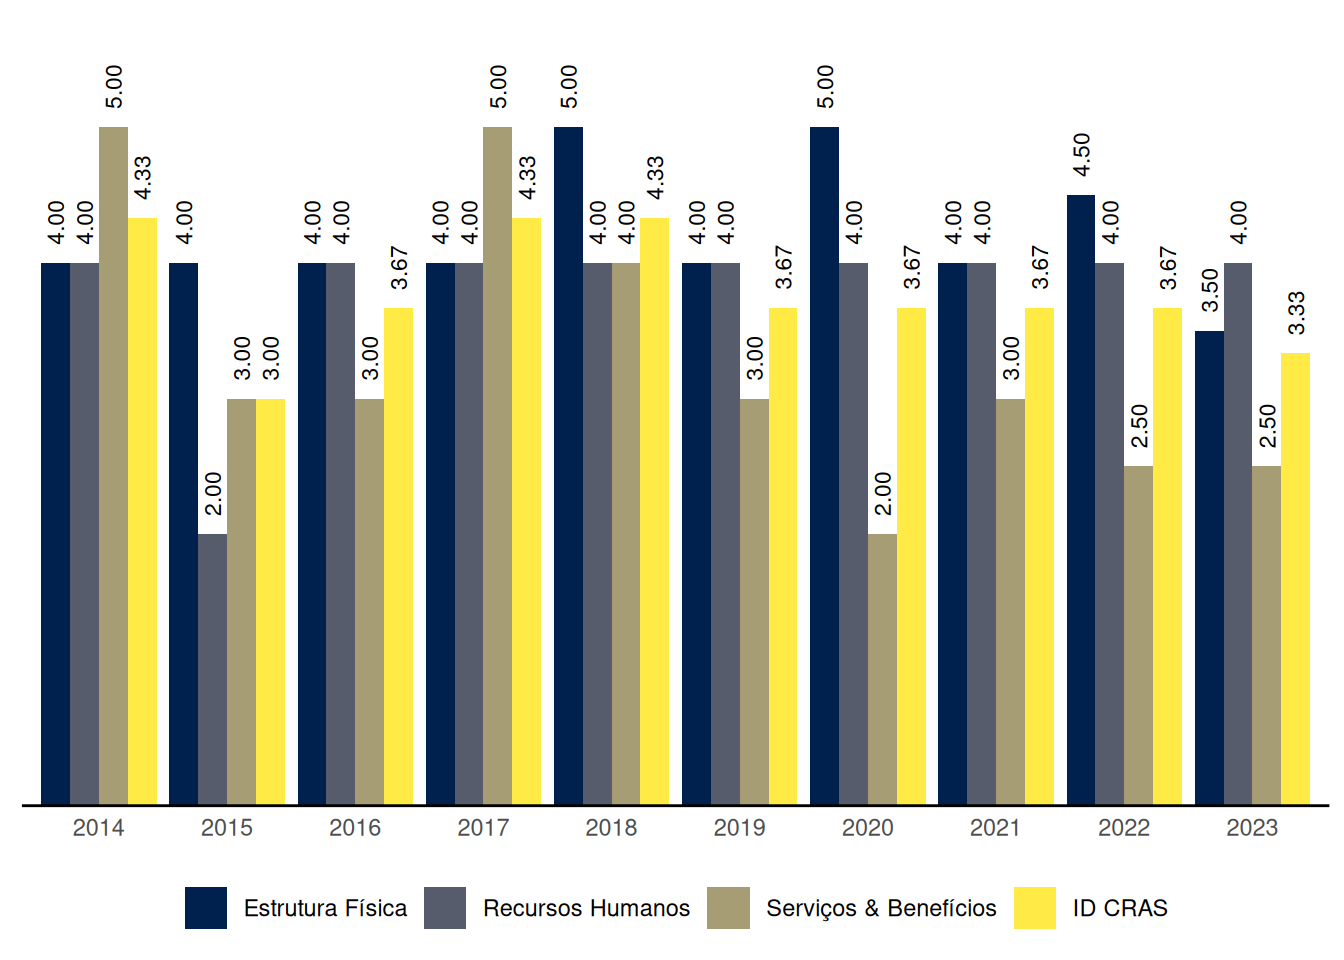 4.00 4.00 5.00 4.33
4.00 2.00 3.00 3.00
4.00 4.00 3.00 3.67
4.00 4.00 5.00 4.33
5.00 4.00 4.00 4.33
4.00 4.00 3.00 3.67
5.00 4.00 2.00 3.67
4.00 4.00 3.00 3.67
4.50 4.00 2.50 3.67
3.50 4.00 2.50 3.33
2014 2015 2016 2017 2018 2019 2020 2021 2022 2023
Estrutura Física Recursos Humanos Serviços & Benefícios ID CRAS